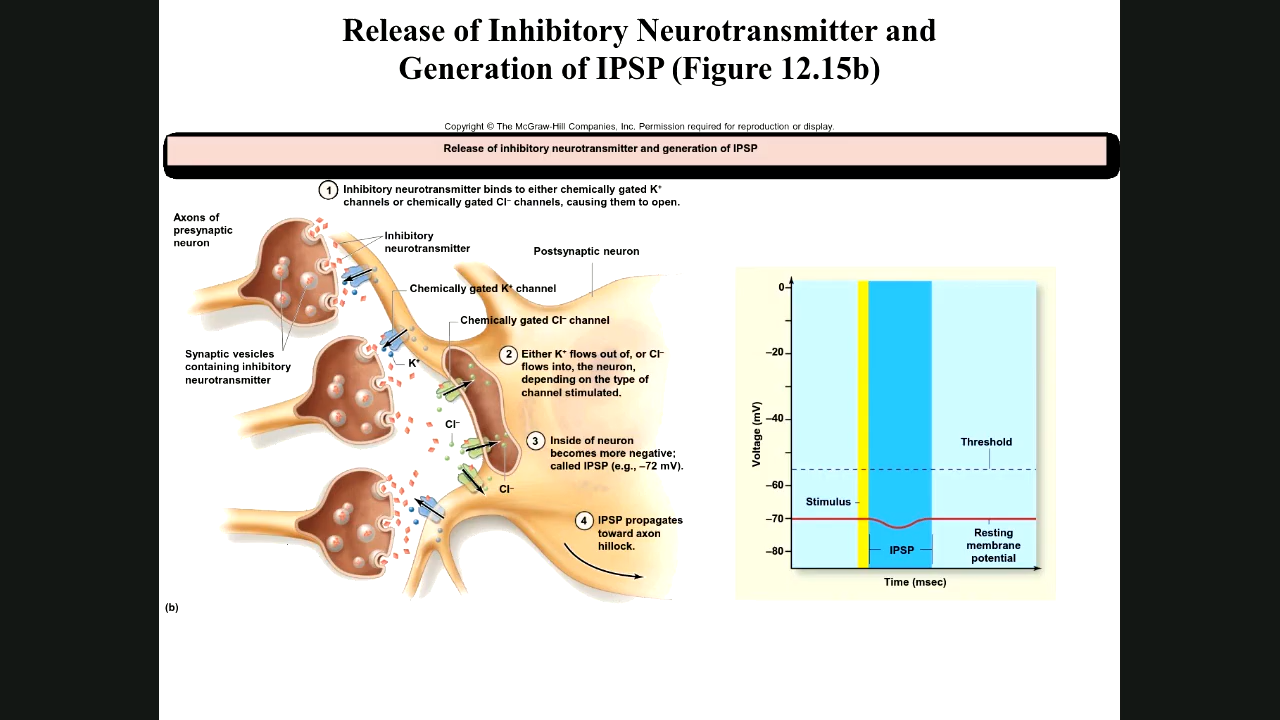 Release of Inhibitory Neurotransmitter and
Generation of IPSP (Figure 12.15b)
Copyright © The McGraw-Hill Companies, Inc. Permission required for reproduction or display.
Release of inhibitory neurotransmitter and generation of IPSP
1 Inhibitory neurotransmitter binds to either chemically gated K⁺
channels or chemically gated Cl⁻ channels, causing them to open.
Axons of
presynaptic
neuron
Inhibitory
neurotransmitter
Postsynaptic neuron
Chemically gated K⁺ channel
Chemically gated Cl⁻ channel
Synaptic vesicles
containing inhibitory
neurotransmitter
K⁺
2 Either K⁺ flows out of, or Cl⁻
flows into, the neuron,
depending on the type of
channel stimulated.
Cl⁻
3 Inside of neuron
becomes more negative;
called IPSP (e.g., –72 mV).
Cl⁻
4 IPSP propagates
toward axon
hillock.
(b)
Voltage (mV)
0
–20
–40
–60
–70
–80
Threshold
Stimulus
IPSP
Resting
membrane
potential
Time (msec)